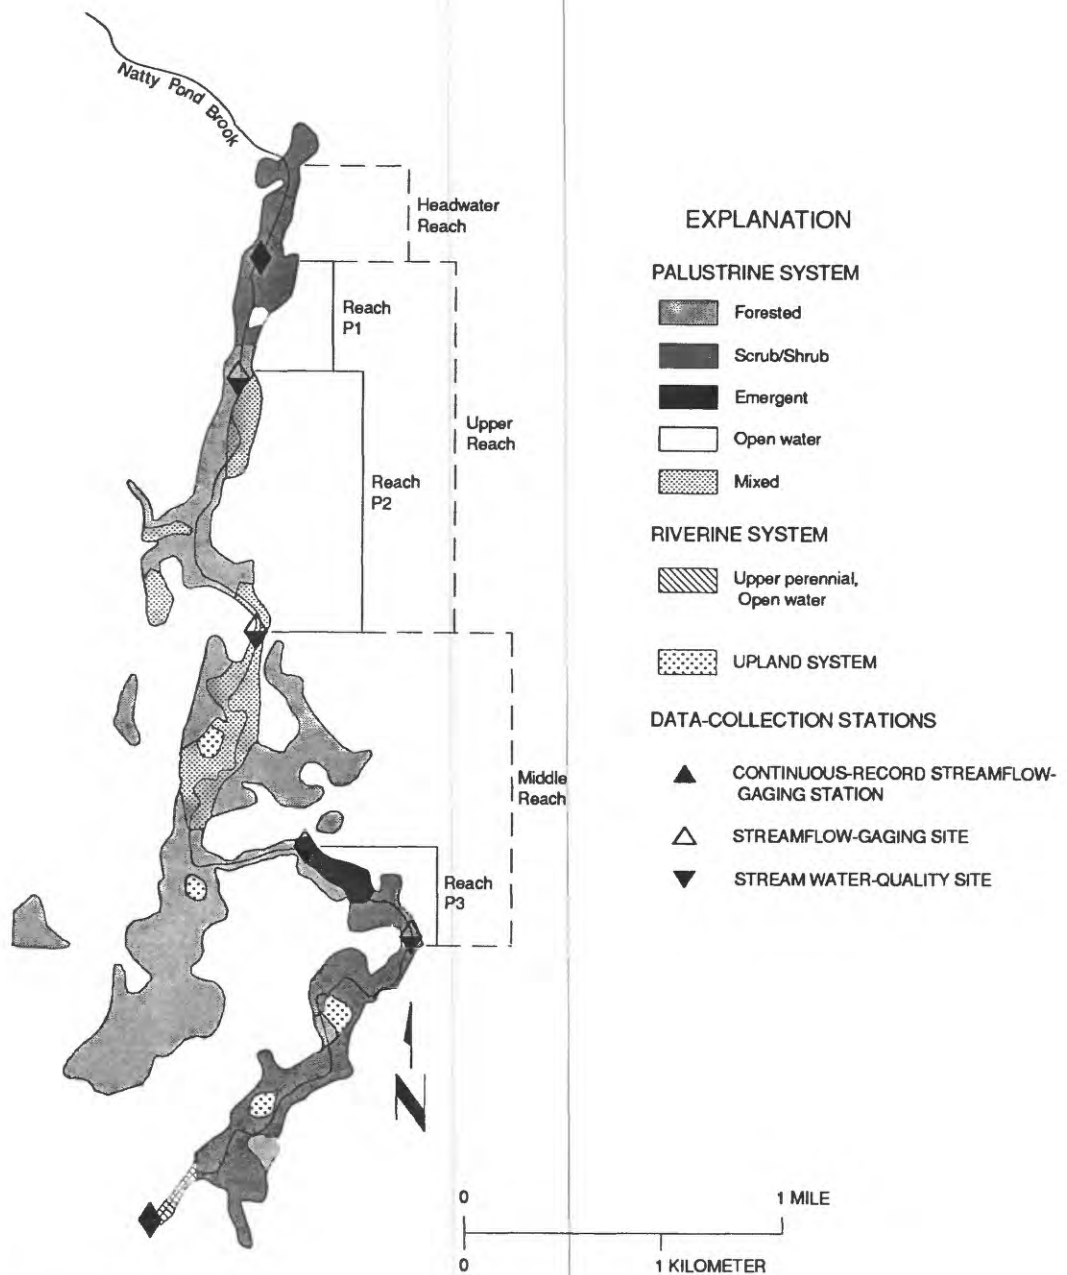 Natty Pond Brook
Headwater
Reach
Reach
P1
Upper
Reach
Reach
P2
Middle
Reach
Reach
P3
N
EXPLANATION
PALUSTRINE SYSTEM
Forested
Scrub/Shrub
Emergent
Open water
Mixed
RIVERINE SYSTEM
Upper perennial,
Open water
UPLAND SYSTEM
DATA-COLLECTION STATIONS
CONTINUOUS-RECORD STREAMFLOW-
GAGING STATION
STREAMFLOW-GAGING SITE
STREAM WATER-QUALITY SITE
0 1 MILE
0 1 KILOMETER